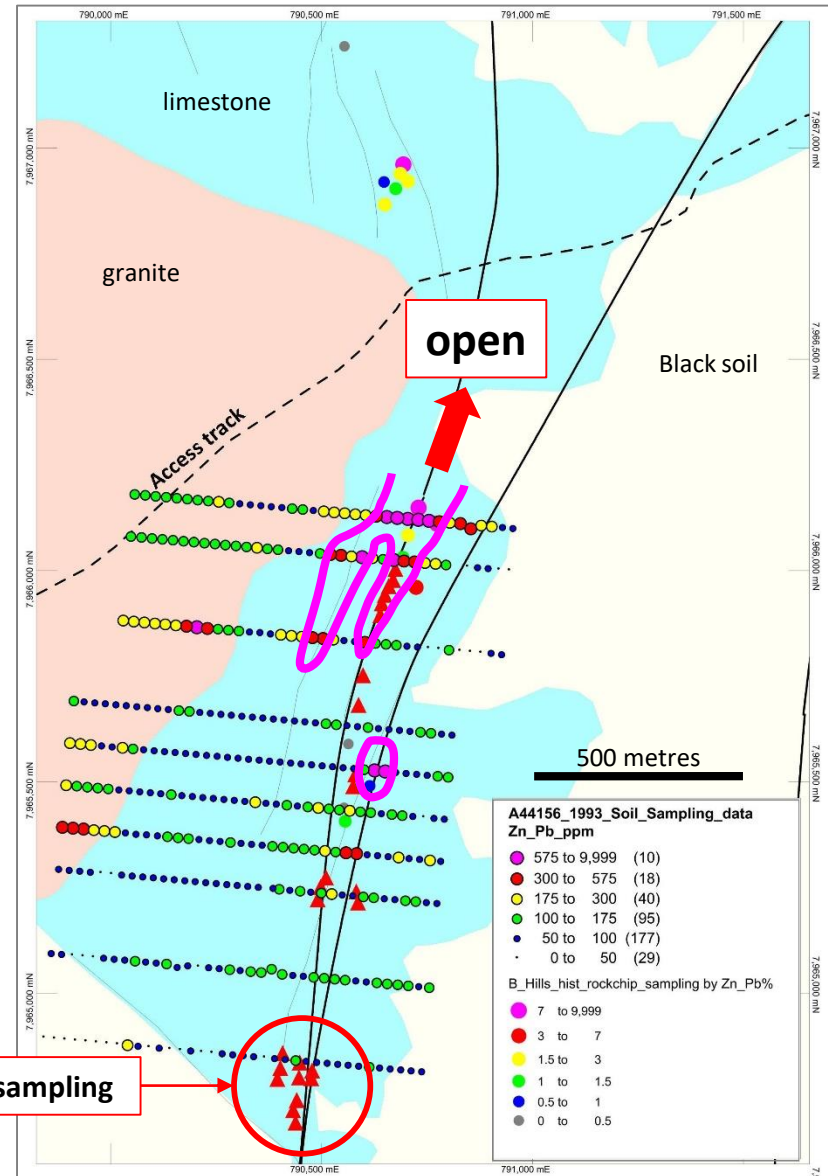 790,000 mE
790,500 mE
791,000 mE
791,500 mE
limestone
7,967,000 mN
7,967,000 mN
granite
open
Black soil
7,966,500 mN
7,966,500 mN
Access track
7,966,000 mN
7,966,000 mN
500 metres
7,965,500 mN
7,965,500 mN
A44156_1993_Soil_Sampling_data
Zn_Pb_ppm
575 to 9,999 (10)
300 to 575 (18)
175 to 300 (40)
100 to 175 (95)
50 to 100 (177)
0 to 50 (29)
B_Hills_hist_rockchip_sampling by Zn_Pb%
7 to 9,999
3 to 7
1.5 to 3
1 to 1.5
0.5 to 1
0 to 0.5
7,965,000 mN
sampling
790,500 mE
791,000 mE